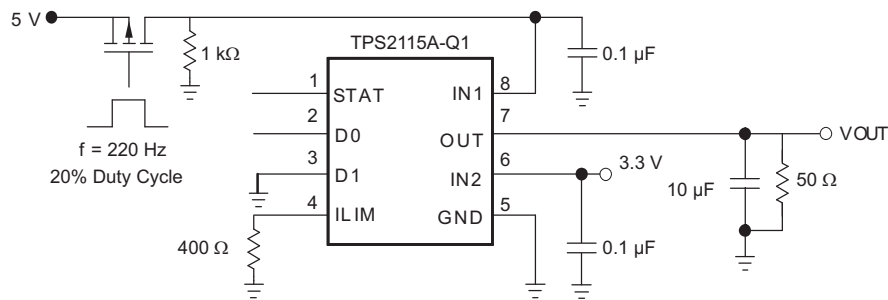 5 V
TPS2115A-Q1
1 kΩ
0.1 µF
1
STAT
IN1
8
2
D0
OUT
7
VOUT
f = 220 Hz
20% Duty Cycle
3
D1
IN2
6
3.3 V
10 µF
50 Ω
4
ILIM
GND
5
400 Ω
0.1 µF